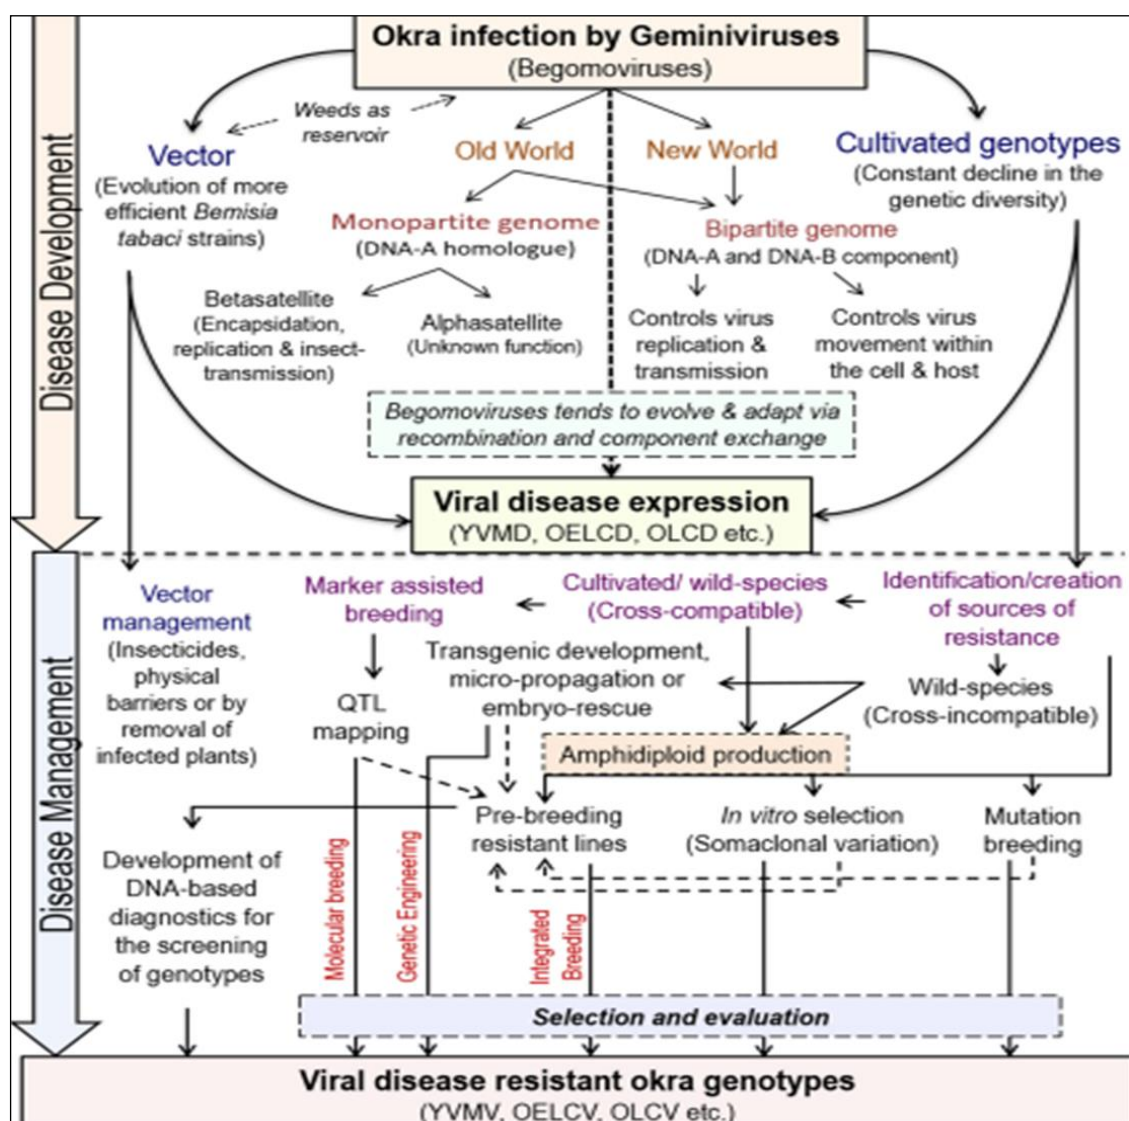 Okra infection by Geminiviruses
(Begomoviruses)
Disease Development
Weeds as
reservoir
Vector
(Evolution of more
efficient Bemisia
tabaci strains)
Old World
New World
Cultivated genotypes
(Constant decline in the
genetic diversity)
Monopartite genome
(DNA-A homologue)
Bipartite genome
(DNA-A and DNA-B component)
Betasatellite
(Encapsidation,
replication & insect-
transmission)
Alphasatellite
(Unknown function)
Controls virus
replication &
transmission
Controls virus
movement within
the cell & host
Begomoviruses tends to evolve & adapt via
recombination and component exchange
Viral disease expression
(YVMD, OELCD, OLCD etc.)
Disease Management
Vector
management
(Insecticides,
physical
barriers or by
removal of
infected plants)
Marker assisted
breeding
Cultivated/ wild-species
(Cross-compatible)
Identification/creation
of sources of
resistance
QTL
mapping
Transgenic development,
micro-propagation or
embryo-rescue
Wild-species
(Cross-incompatible)
Amphidiploid production
Pre-breeding
resistant lines
In vitro selection
(Somaclonal variation)
Mutation
breeding
Development of
DNA-based
diagnostics for
the screening
of genotypes
Molecular breeding
Genetic Engineering
Integrated
Breeding
Selection and evaluation
Viral disease resistant okra genotypes
(YVMV, OELCV, OLCV etc.)